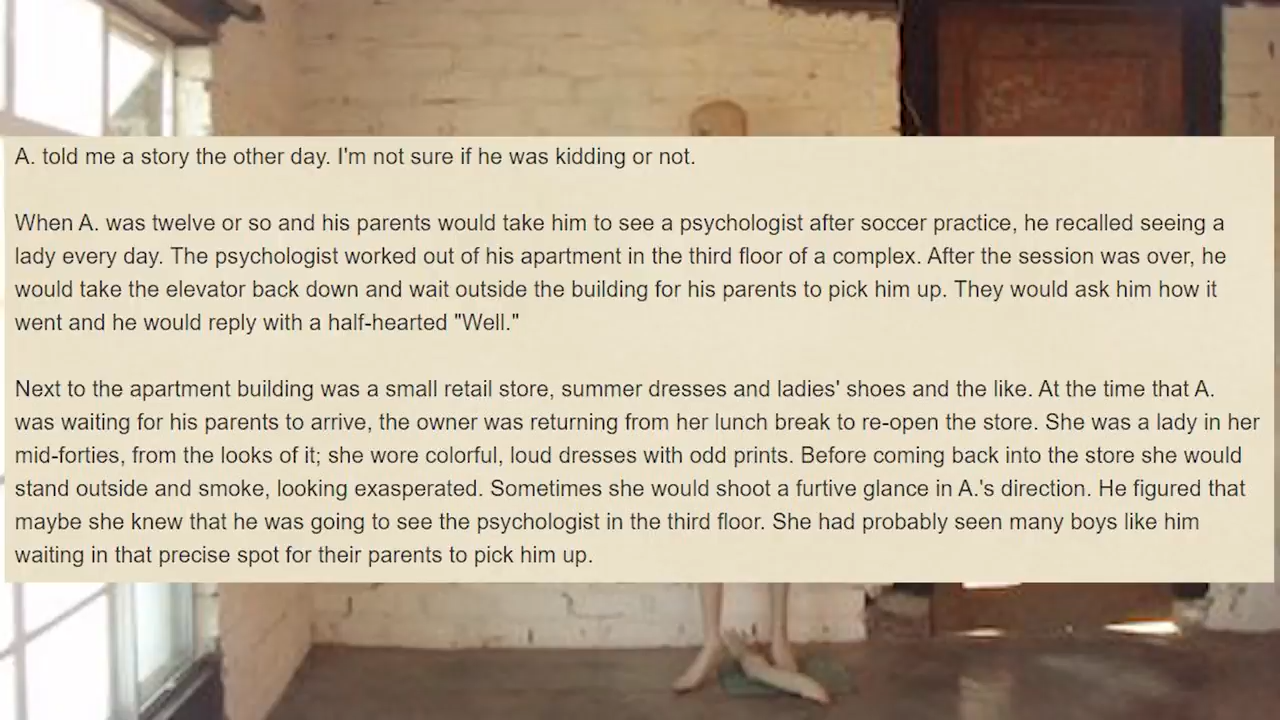 A. told me a story the other day. I'm not sure if he was kidding or not.
When A. was twelve or so and his parents would take him to see a psychologist after soccer practice, he recalled seeing a
lady every day. The psychologist worked out of his apartment in the third floor of a complex. After the session was over, he
would take the elevator back down and wait outside the building for his parents to pick him up. They would ask him how it
went and he would reply with a half-hearted "Well."
Next to the apartment building was a small retail store, summer dresses and ladies' shoes and the like. At the time that A.
was waiting for his parents to arrive, the owner was returning from her lunch break to re-open the store. She was a lady in her
mid-forties, from the looks of it; she wore colorful, loud dresses with odd prints. Before coming back into the store she would
stand outside and smoke, looking exasperated. Sometimes she would shoot a furtive glance in A.'s direction. He figured that
maybe she knew that he was going to see the psychologist in the third floor. She had probably seen many boys like him
waiting in that precise spot for their parents to pick him up.